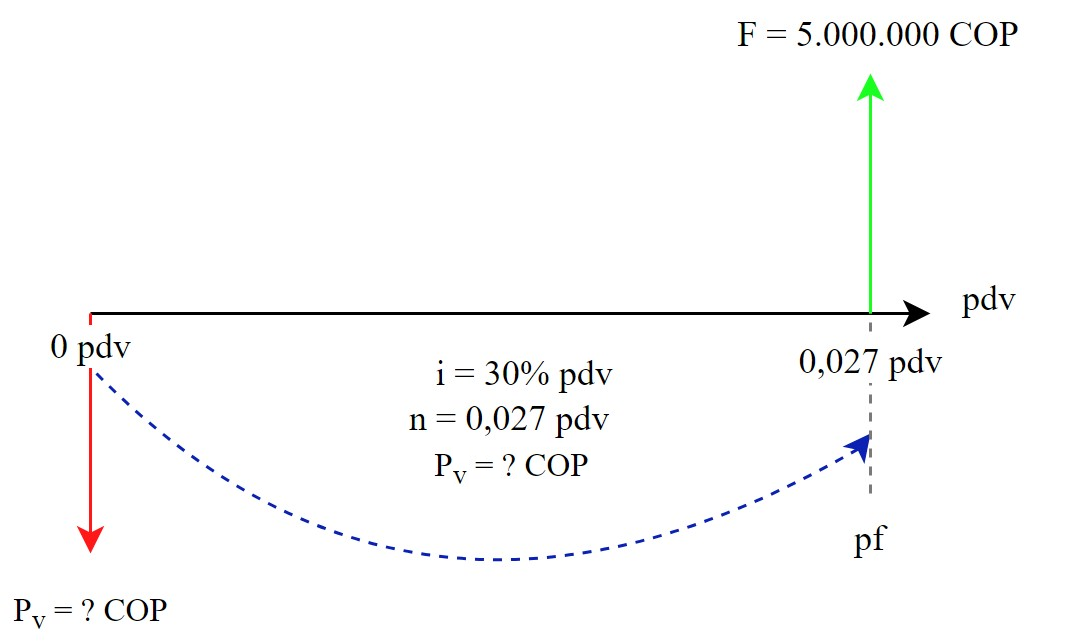 F = 5.000.000 COP
pdv
0 pdv
0,027 pdv
i = 30% pdv
n = 0,027 pdv
Pv = ? COP
pf
Pv = ? COP